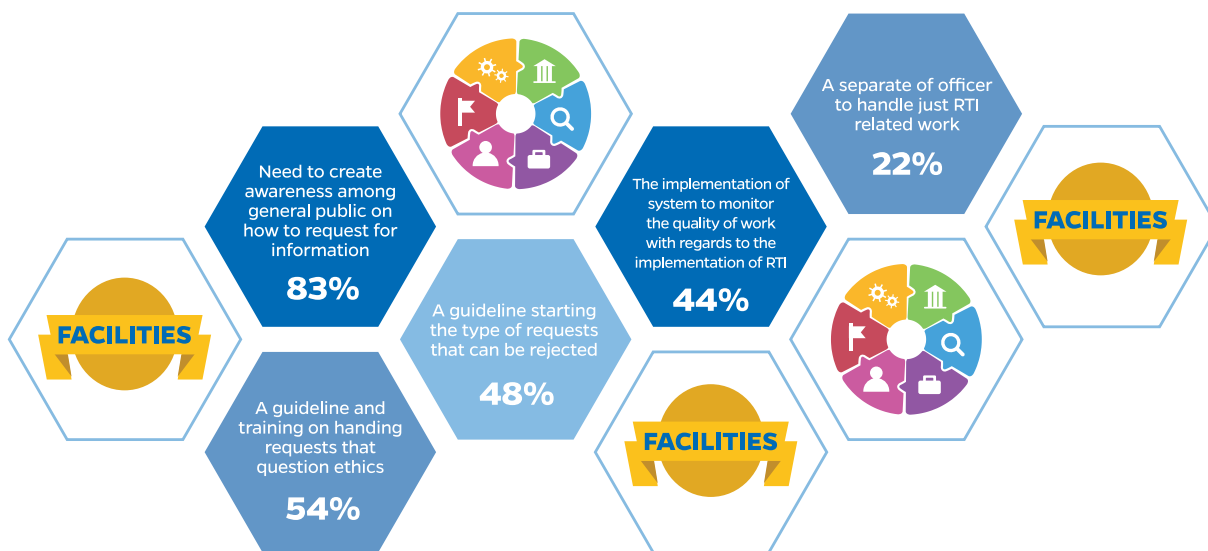 FACILITIES
Need to create
awareness among
general public on
how to request for
information
83%
A guideline and
training on handing
requests that
question ethics
54%
A guideline starting
the type of requests
that can be rejected
48%
The implementation of
system to monitor
the quality of work
with regards to the
implementation of RTI
44%
FACILITIES
A separate of officer
to handle just RTI
related work
22%
FACILITIES